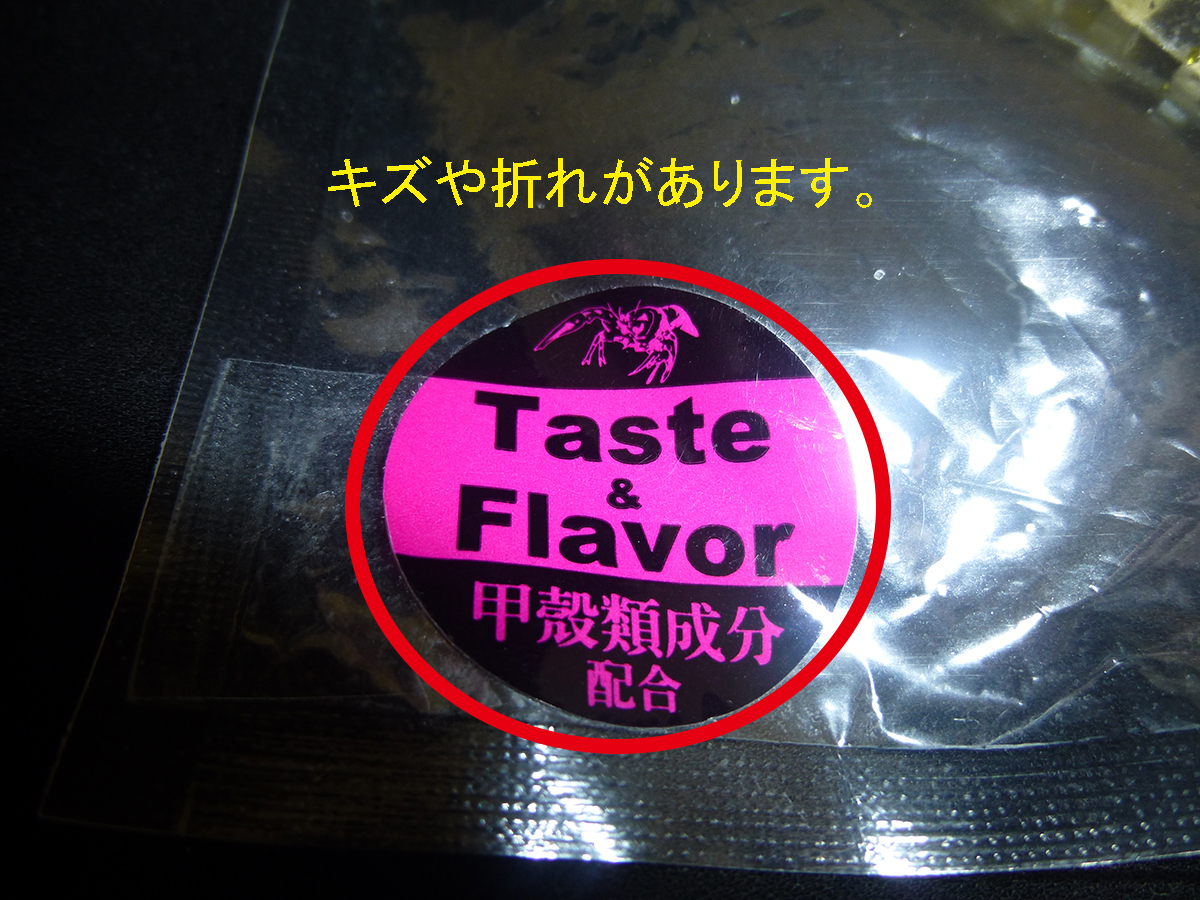 キズや折れがあります。
Taste
&
Flavor
甲殻類成分
配合